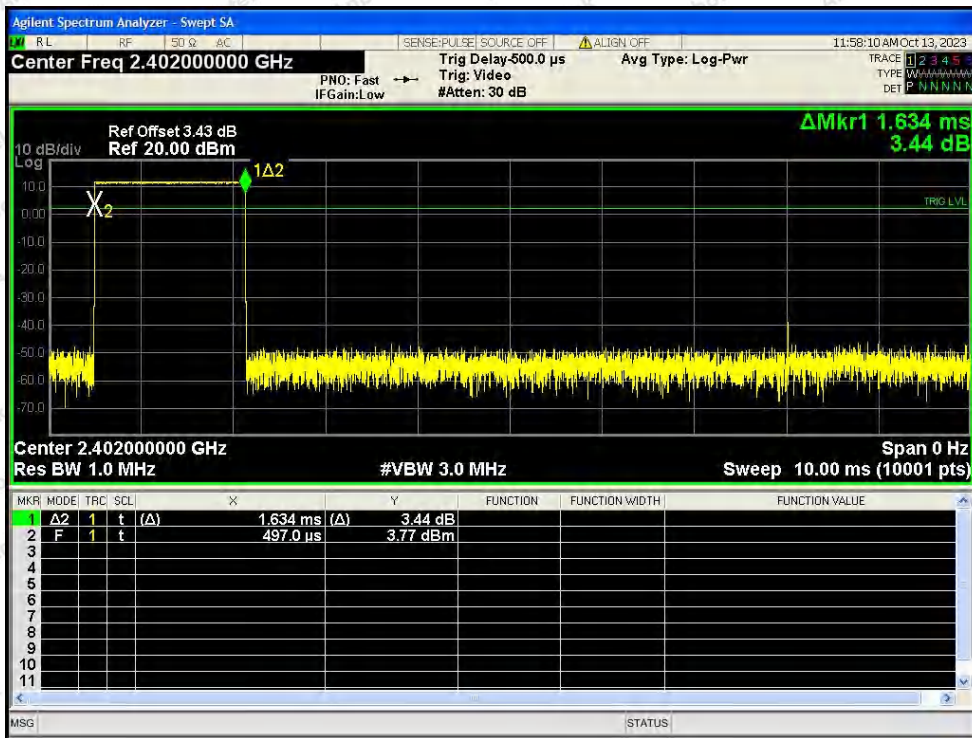 Agilent Spectrum Analyzer - Swept SA
RL RF 50 Ω AC SENSE:PULSE SOURCE OFF ALIGN OFF 11:58:10 AM Oct 13, 2023
Center Freq 2.402000000 GHz
PNO: Fast
IFGain:Low
Trig Delay-500.0 µs
Trig: Video
#Atten: 30 dB
Avg Type: Log-Pwr
TRACE 1 2 3 4 5 6
TYPE W
DET P N N N N N
ΔMkr1 1.634 ms
3.44 dB
Ref Offset 3.43 dB
10 dB/div Ref 20.00 dBm
Log
1Δ2
10.0
X2
0.00
TRIG LVL
-10.0
-20.0
-30.0
-40.0
-50.0
-60.0
-70.0
Center 2.402000000 GHz Span 0 Hz
Res BW 1.0 MHz #VBW 3.0 MHz Sweep 10.00 ms (10001 pts)
MKR MODE TRC SCL X Y FUNCTION FUNCTION WIDTH FUNCTION VALUE
1 Δ2 1 t (Δ) 1.634 ms (Δ) 3.44 dB
2 F 1 t 497.0 µs 3.77 dBm
3
4
5
6
7
8
9
10
11
MSG STATUS